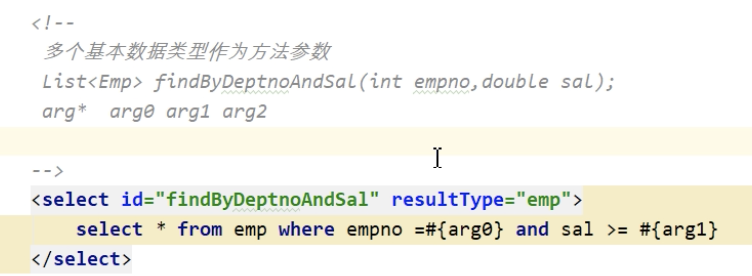 <!--
多个基本数据类型作为方法参数
List<Emp> findByDeptnoAndSal(int empno,double sal);
arg*  arg0 arg1 arg2
-->
<select id="findByDeptnoAndSal" resultType="emp">
select * from emp where empno =#{arg0} and sal >= #{arg1}
</select>